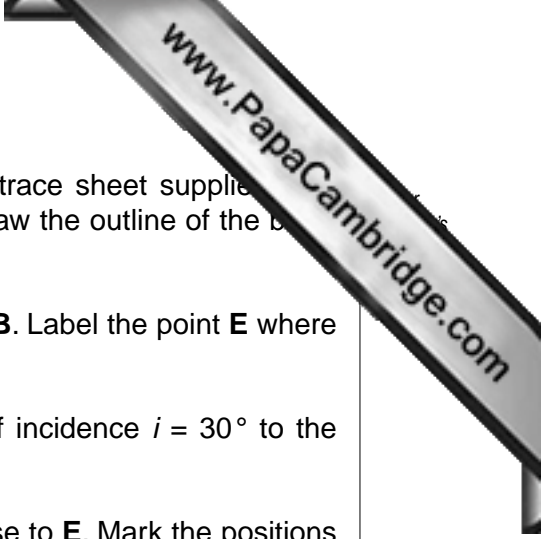 www.PapaCambridge.com
trace sheet supplie
aw the outline of the b
B. Label the point E where
f incidence i = 30° to the
se to E. Mark the positions